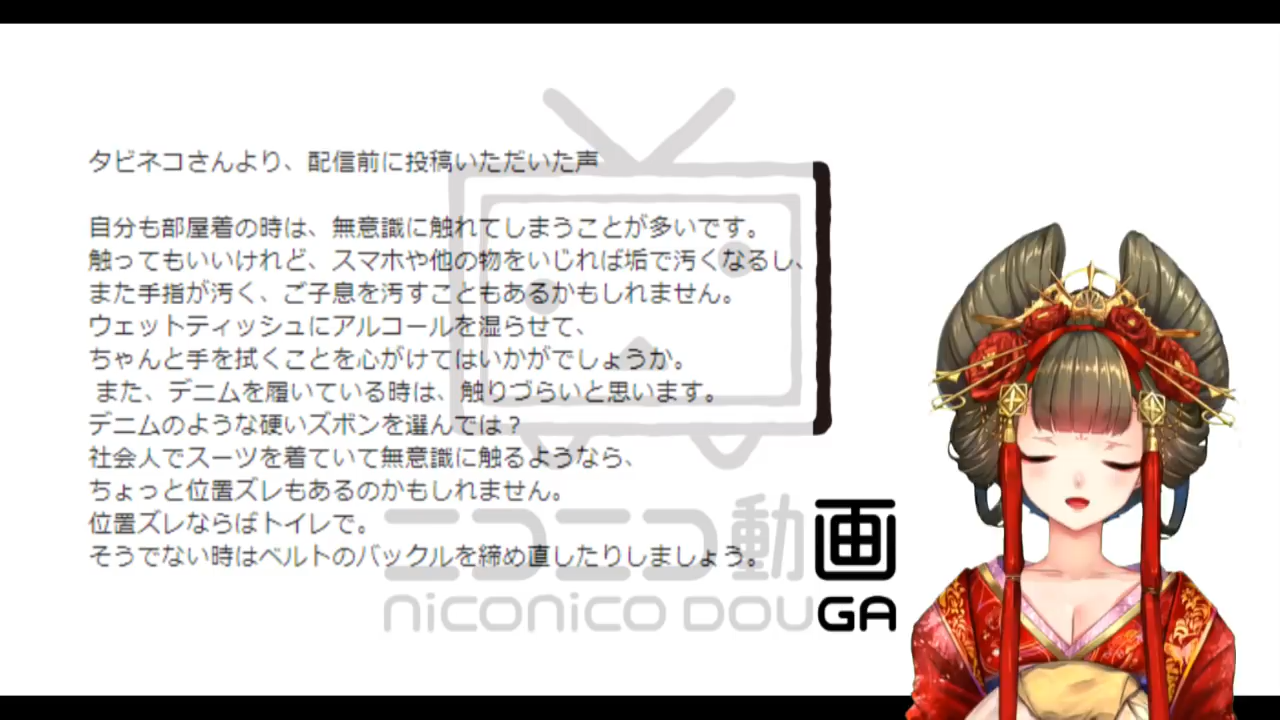 タビネコさんより、配信前に投稿いただいた声
自分も部屋着の時は、無意識に触れてしまうことが多いです。
触ってもいいけれど、スマホや他の物をいじれば垢で汚くなるし、
また手指が汚く、ご子息を汚すこともあるかもしれません。
ウェットティッシュにアルコールを湿らせて、
ちゃんと手を拭くことを心がけてはいかがでしょうか。
また、デニムを履いている時は、触りづらいと思います。
デニムのような硬いズボンを選んでは？
社会人でスーツを着ていて無意識に触るようなら、
ちょっと位置ズレもあるのかもしれません。
位置ズレならばトイレで。
そうでない時はベルトのバックルを締め直したりしましょう。
ニコニコ動画
niconico DOUGA